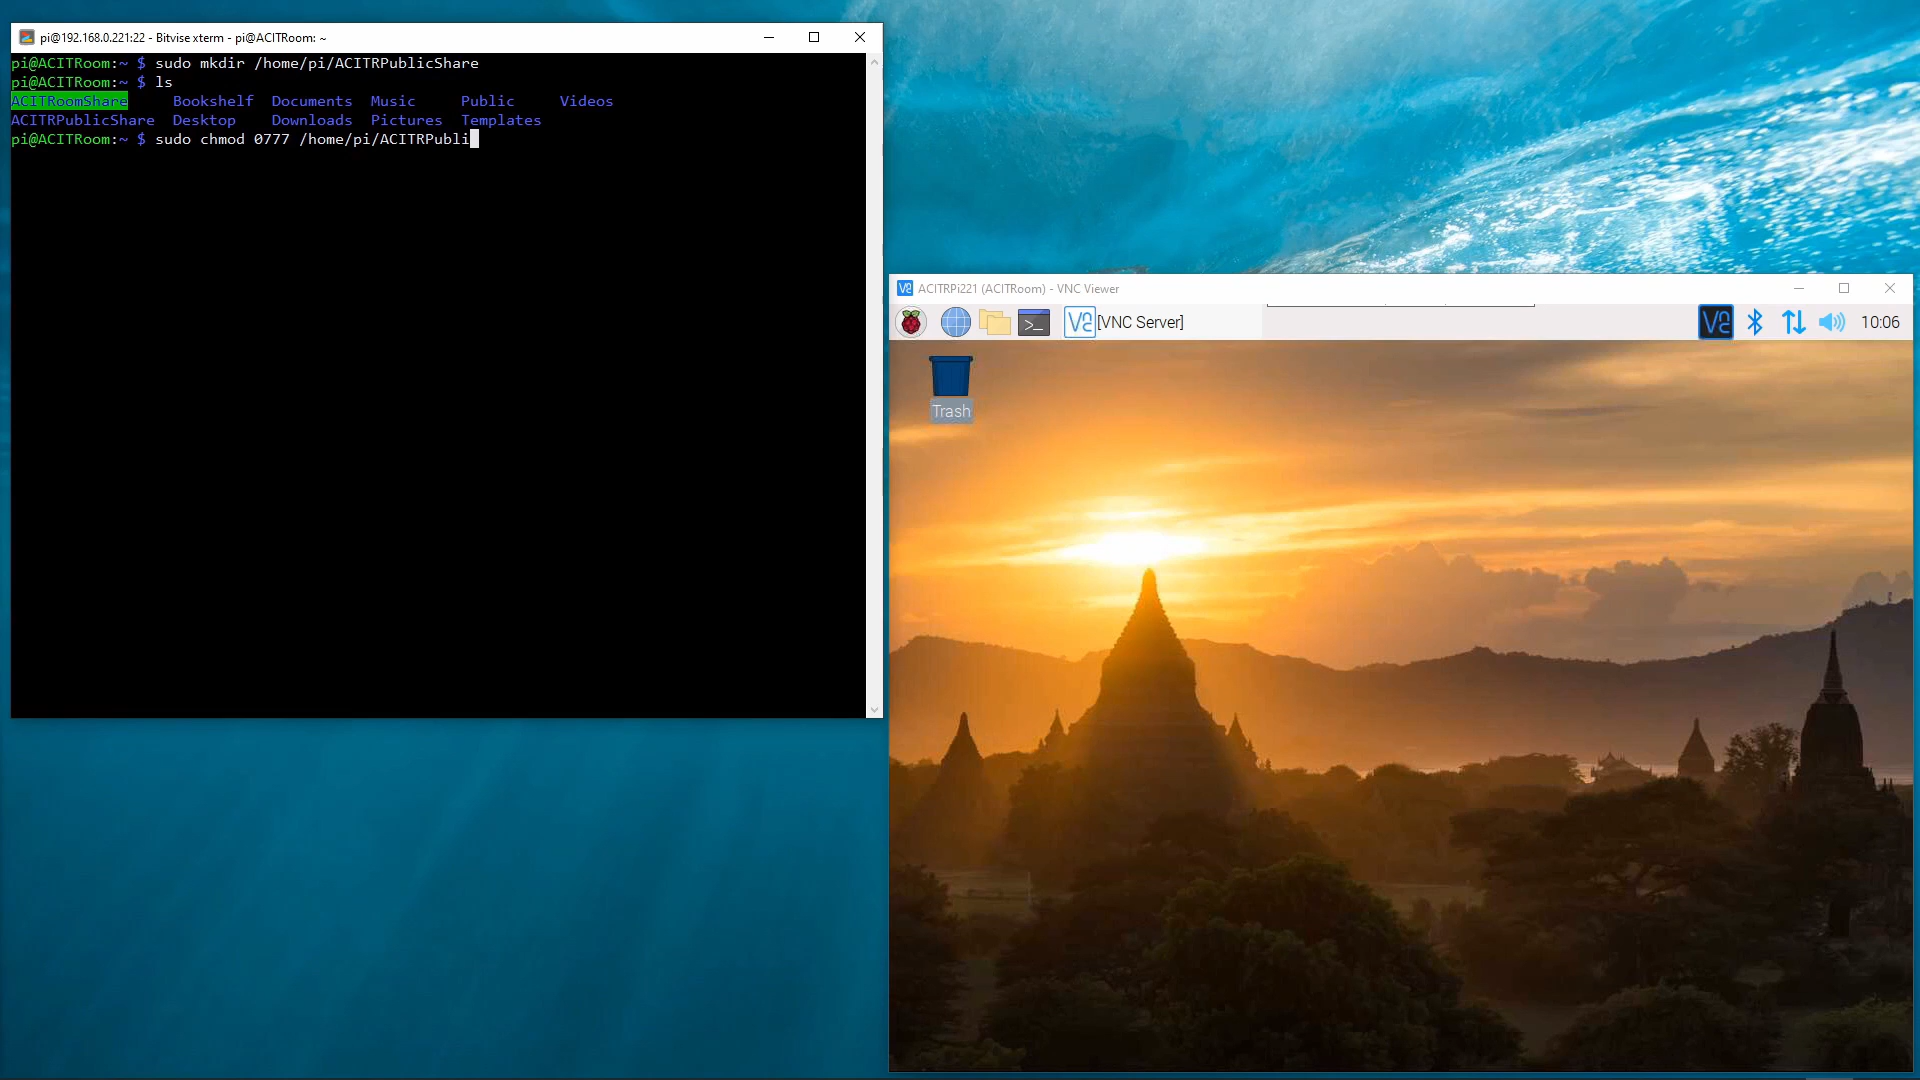 pi@192.168.0.221:22 - Bitvise xterm - pi@ACITRoom: ~
pi@ACITRoom:~ $ sudo mkdir /home/pi/ACITRPublicShare
pi@ACITRoom:~ $ ls
ACITRoomShare Bookshelf Documents Music Public Videos
ACITRPublicShare Desktop Downloads Pictures Templates
pi@ACITRoom:~ $ sudo chmod 0777 /home/pi/ACITRPubli
ACITRPi221 (ACITRoom) - VNC Viewer
[VNC Server] 10:06
Trash